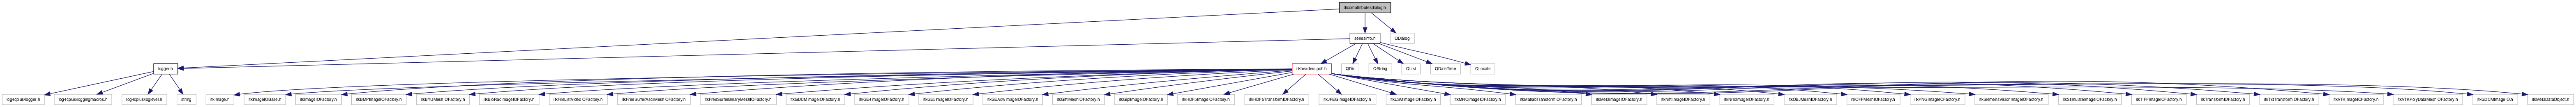 dicomattributesdialog.h
seriesinfo.h
QDialog
logger.h
itkheaders.pch.h
QDir
QString
QList
QDateTime
QLocale
log4cplus/logger.h
log4cplus/loggingmacros.h
log4cplus/loglevel.h
string
itkImage.h
itkImageIOBase.h
itkImageIOFactory.h
itkBMPImageIOFactory.h
itkBYUMeshIOFactory.h
itkBioRadImageIOFactory.h
itkFileListVideoIOFactory.h
itkFreeSurferAsciiMeshIOFactory.h
itkFreeSurferBinaryMeshIOFactory.h
itkGDCMImageIOFactory.h
itkGE4ImageIOFactory.h
itkGE5ImageIOFactory.h
itkGEAdwImageIOFactory.h
itkGiftiMeshIOFactory.h
itkGiplImageIOFactory.h
itkHDF5ImageIOFactory.h
itkHDF5TransformIOFactory.h
itkJPEGImageIOFactory.h
itkLSMImageIOFactory.h
itkMRCImageIOFactory.h
itkMatlabTransformIOFactory.h
itkMetaImageIOFactory.h
itkNiftiImageIOFactory.h
itkNrrdImageIOFactory.h
itkOBJMeshIOFactory.h
itkOFFMeshIOFactory.h
itkPNGImageIOFactory.h
itkSiemensVisionImageIOFactory.h
itkStimulateImageIOFactory.h
itkTIFFImageIOFactory.h
itkTransformIOFactory.h
itkTxtTransformIOFactory.h
itkVTKImageIOFactory.h
itkVTKPolyDataMeshIOFactory.h
itkGDCMImageIO.h
itkMetaDataObject.h